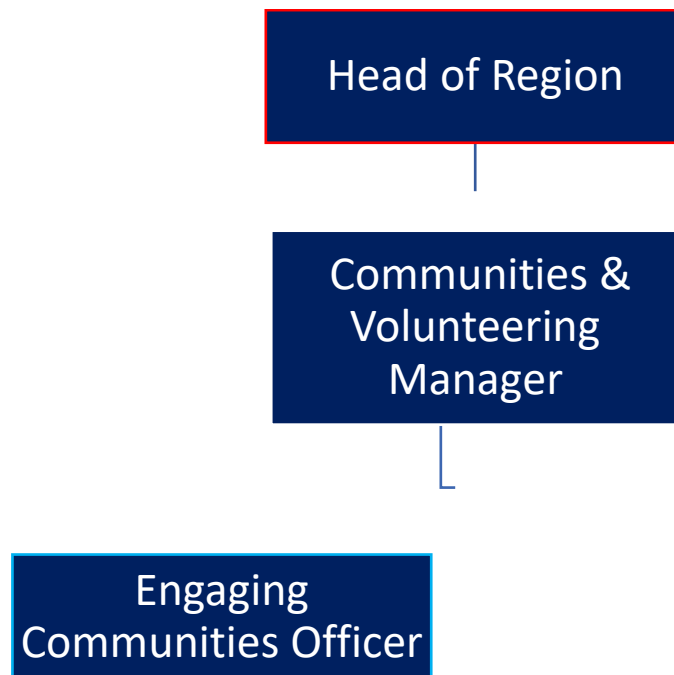 Head of Region
Communities &
Volunteering
Manager
Engaging
Communities Officer